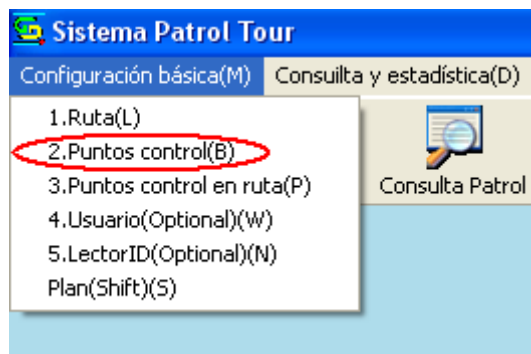 Sistema Patrol Tour
Configuración básica(M) Consuilta y estadística(D)
1.Ruta(L)
2.Puntos control(B)
3.Puntos control en ruta(P)
4.Usuario(Optional)(W)
5.LectorID(Optional)(N)
Plan(Shift)(S)
Consulta Patrol